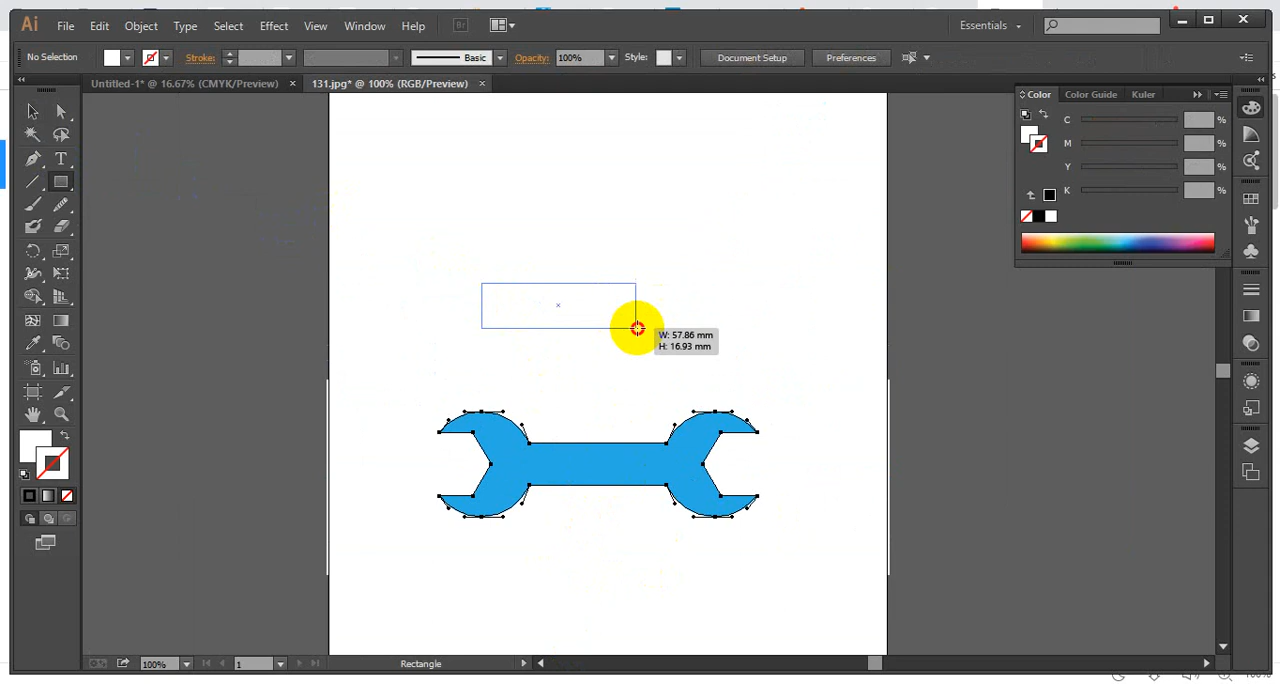 Ai File Edit Object Type Select Effect View Window Help Br Essentials
No Selection Stroke: Basic Opacity: 100% Style: Document Setup Preferences
Untitled-1* @ 16.67% (CMYK/Preview) × 131.jpg* @ 100% (RGB/Preview) ×
Color Color Guide Kuler
C %
M %
Y %
K %
T
W: 57.86 mm
H: 16.93 mm
100% 1 Rectangle
100%